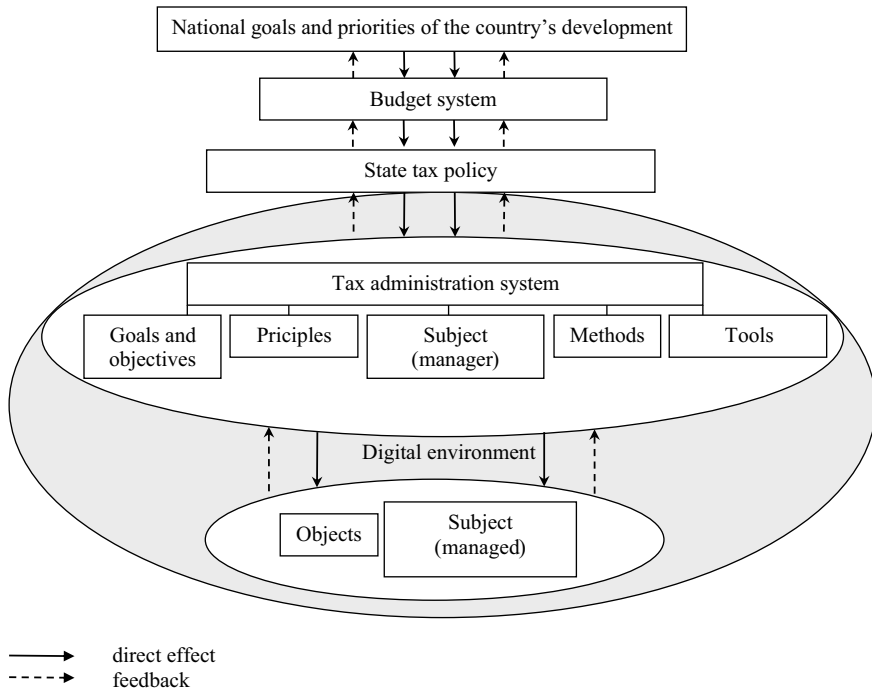 National goals and priorities of the country's development
Budget system
State tax policy
Tax administration system
Goals and
objectives
Priciples
Subject
(manager)
Methods
Tools
Digital environment
Objects
Subject
(managed)
direct effect
feedback